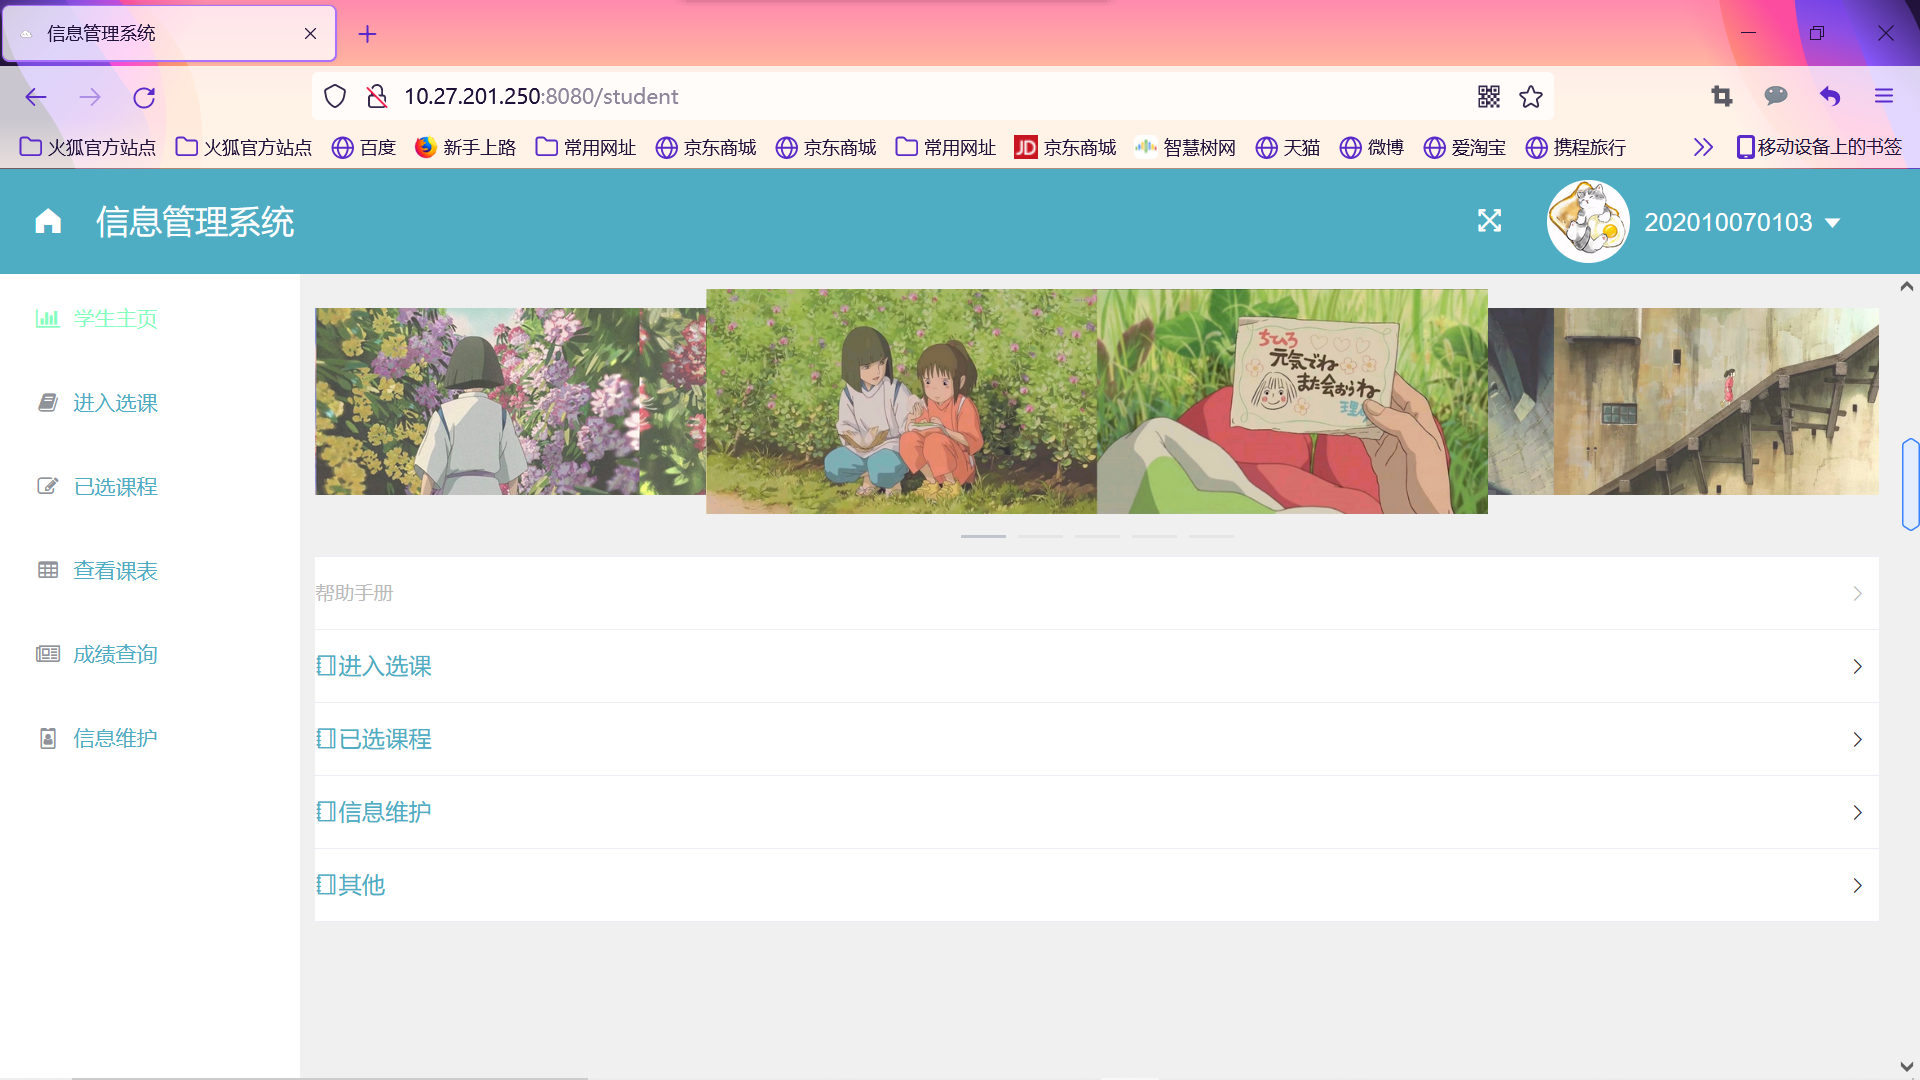 信息管理系统
10.27.201.250:8080/student
火狐官方站点 火狐官方站点 百度 新手上路 常用网址 京东商城 京东商城 常用网址 JD 京东商城 智慧树网 天猫 微博 爱淘宝 携程旅行 移动设备上的书签
信息管理系统 202010070103
学生主页
进入选课
已选课程
查看课表
成绩查询
信息维护
ちひろ
元気でね
また会おうね
理
帮助手册
进入选课
已选课程
信息维护
其他